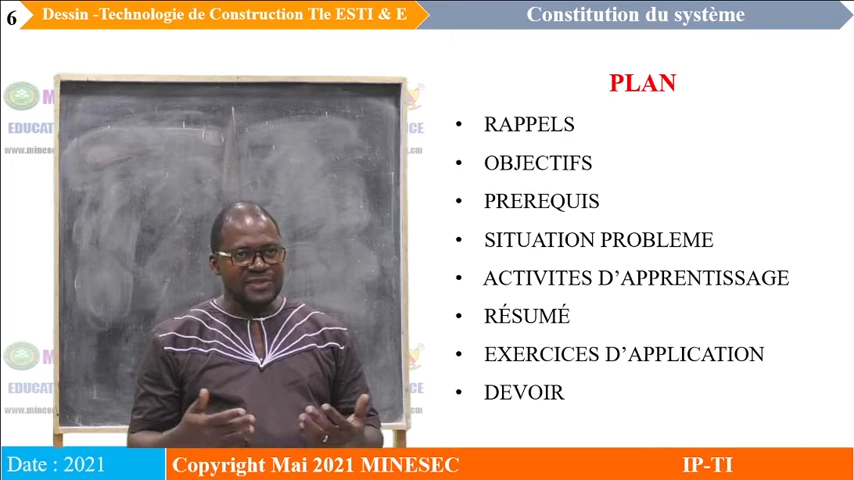 6
Dessin -Technologie de Construction Tle ESTI & E
Constitution du système
PLAN
• RAPPELS
• OBJECTIFS
• PREREQUIS
• SITUATION PROBLEME
• ACTIVITES D’APPRENTISSAGE
• RÉSUMÉ
• EXERCICES D’APPLICATION
• DEVOIR
Date : 2021
Copyright Mai 2021 MINESEC
IP-TI